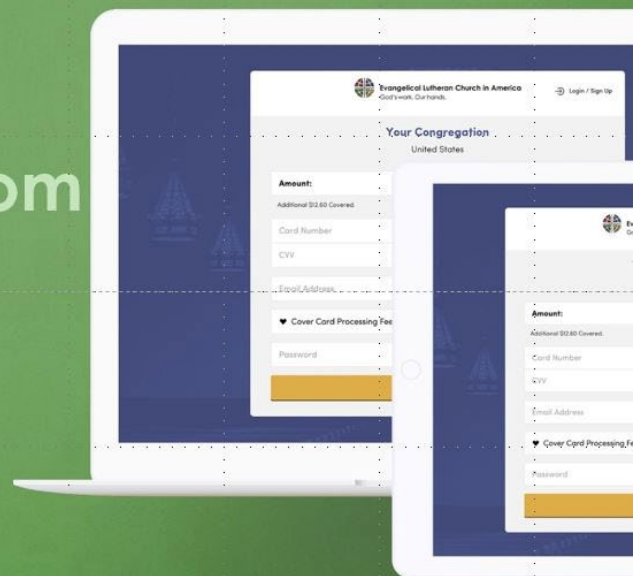 om
Evangelical Lutheran Church in America
God's work. Our hands.
Login / Sign Up
Your Congregation
United States
Amount:
Additional $12.60 Covered.
Card Number
CVV
Email Address
Cover Card Processing Fee
Password
Ev
Go
Amount:
Additional $12.60 Covered.
Card Number
CVV
Email Address
Cover Card Processing Fe
Password